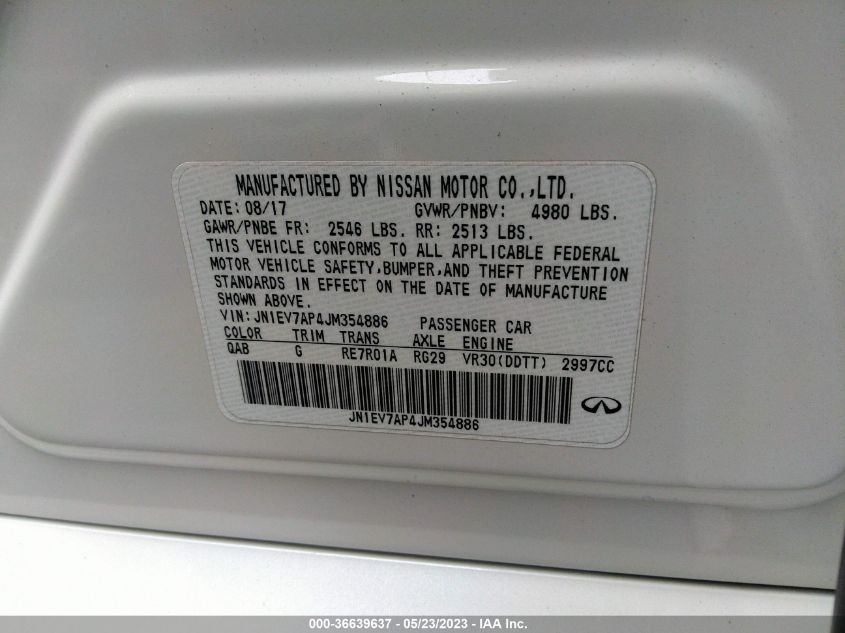 MANUFACTURED BY NISSAN MOTOR CO.,LTD.
DATE: 08/17 GVWR/PNBV: 4980 LBS.
GAWR/PNBE FR: 2546 LBS. RR: 2513 LBS.
THIS VEHICLE CONFORMS TO ALL APPLICABLE FEDERAL
MOTOR VEHICLE SAFETY,BUMPER,AND THEFT PREVENTION
STANDARDS IN EFFECT ON THE DATE OF MANUFACTURE
SHOWN ABOVE.
VIN: JN1EV7AP4JM354886 PASSENGER CAR
COLOR TRIM TRANS AXLE ENGINE
QAB G RE7R01A RG29 VR30(DDTT) 2997CC
JN1EV7AP4JM354886
000-36639637 - 05/23/2023 - IAA Inc.